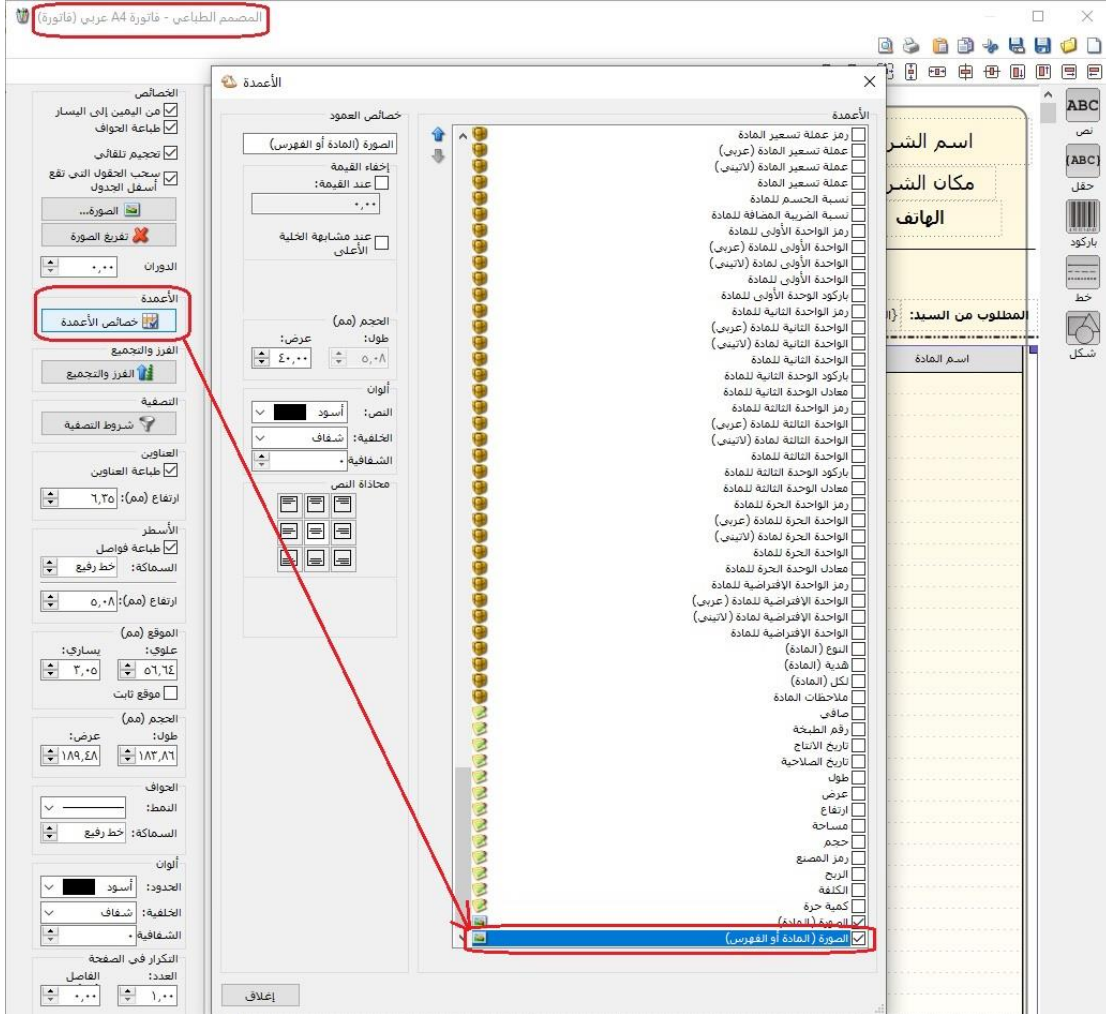 المصمم الطباعي - فاتورة A4 عربي (فاتورة)
الأعمدة
الخصائص
من اليمين إلى اليسار
طباعة الحواف
تحجيم تلقائي
سحب الحقول التي تقع
أسفل الجدول
الصورة...
تفريغ الصورة
الدوران ٠,٠٠
الأعمدة
خصائص الأعمدة
الفرز والتجميع
الفرز والتجميع
التصفية
شروط التصفية
العناوين
طباعة العناوين
ارتفاع (مم): ٦,٣٥
الأسطر
طباعة فواصل
السماكة: خط رفيع
ارتفاع (مم): ٥,٠٨
الموقع (مم)
علوي: يساري:
٥٦,٦٤ ٣,٠٥
موقع ثابت
الحجم (مم)
طول: عرض:
١٨٣,٨٦ ١٨٩,٤٨
الحواف
النمط:
السماكة: خط رفيع
ألوان
الحدود: أسود
الخلفية: شفاف
الشفافية ٠
التكرار في الصفحة
العدد: الفاصل
١,٠٠ ٠,٠٠
خصائص العمود
الصورة (المادة أو الفهرس)
إخفاء القيمة
عند القيمة:
٠,٠٠
عند مشابهة الخلية
الأعلى
الحجم (مم)
طول: عرض:
٥,٠٨ ٤٠,٠٠
ألوان
النص: أسود
الخلفية: شفاف
الشفافية ٠
محاذاة النص
إغلاق
الأعمدة
رمز عملة تسعير المادة
عملة تسعير المادة (عربي)
عملة تسعير المادة (لاتيني)
عملة تسعير المادة
نسبة الحسم للمادة
نسبة الضريبة المضافة للمادة
رمز الواحدة الأولى للمادة
الواحدة الأولى للمادة (عربي)
الواحدة الأولى لمادة (لاتيني)
الواحدة الأولى للمادة
باركود الوحدة الأولى للمادة
رمز الواحدة الثانية للمادة
الواحدة الثانية للمادة (عربي)
الواحدة الثانية لمادة (لاتيني)
الواحدة الثانية للمادة
باركود الوحدة الثانية للمادة
معادل الوحدة الثانية للمادة
رمز الواحدة الثالثة للمادة
الواحدة الثالثة للمادة (عربي)
الواحدة الثالثة لمادة (لاتيني)
الواحدة الثالثة للمادة
باركود الوحدة الثالثة للمادة
معادل الوحدة الثالثة للمادة
رمز الواحدة الحرة للمادة
الواحدة الحرة للمادة (عربي)
الواحدة الحرة لمادة (لاتيني)
الواحدة الحرة للمادة
معادل الوحدة الحرة للمادة
رمز الواحدة الإفتراضية للمادة
الواحدة الإفتراضية للمادة (عربي)
الواحدة الإفتراضية لمادة (لاتيني)
الواحدة الإفتراضية للمادة
النوع (المادة)
هدية (المادة)
لكل (المادة)
ملاحظات المادة
صافي
رقم الطبخة
تاريخ الانتاج
تاريخ الصلاحية
طول
عرض
ارتفاع
مساحة
حجم
رمز المصنع
الربح
الكلفة
كمية حرة
الصورة (المادة)
الصورة (المادة أو الفهرس)
اسم الشر
مكان الشر
الهاتف
المطلوب من السيد: {ال
اسم المادة
ABC
نص
{ABC}
حقل
باركود
خط
شكل